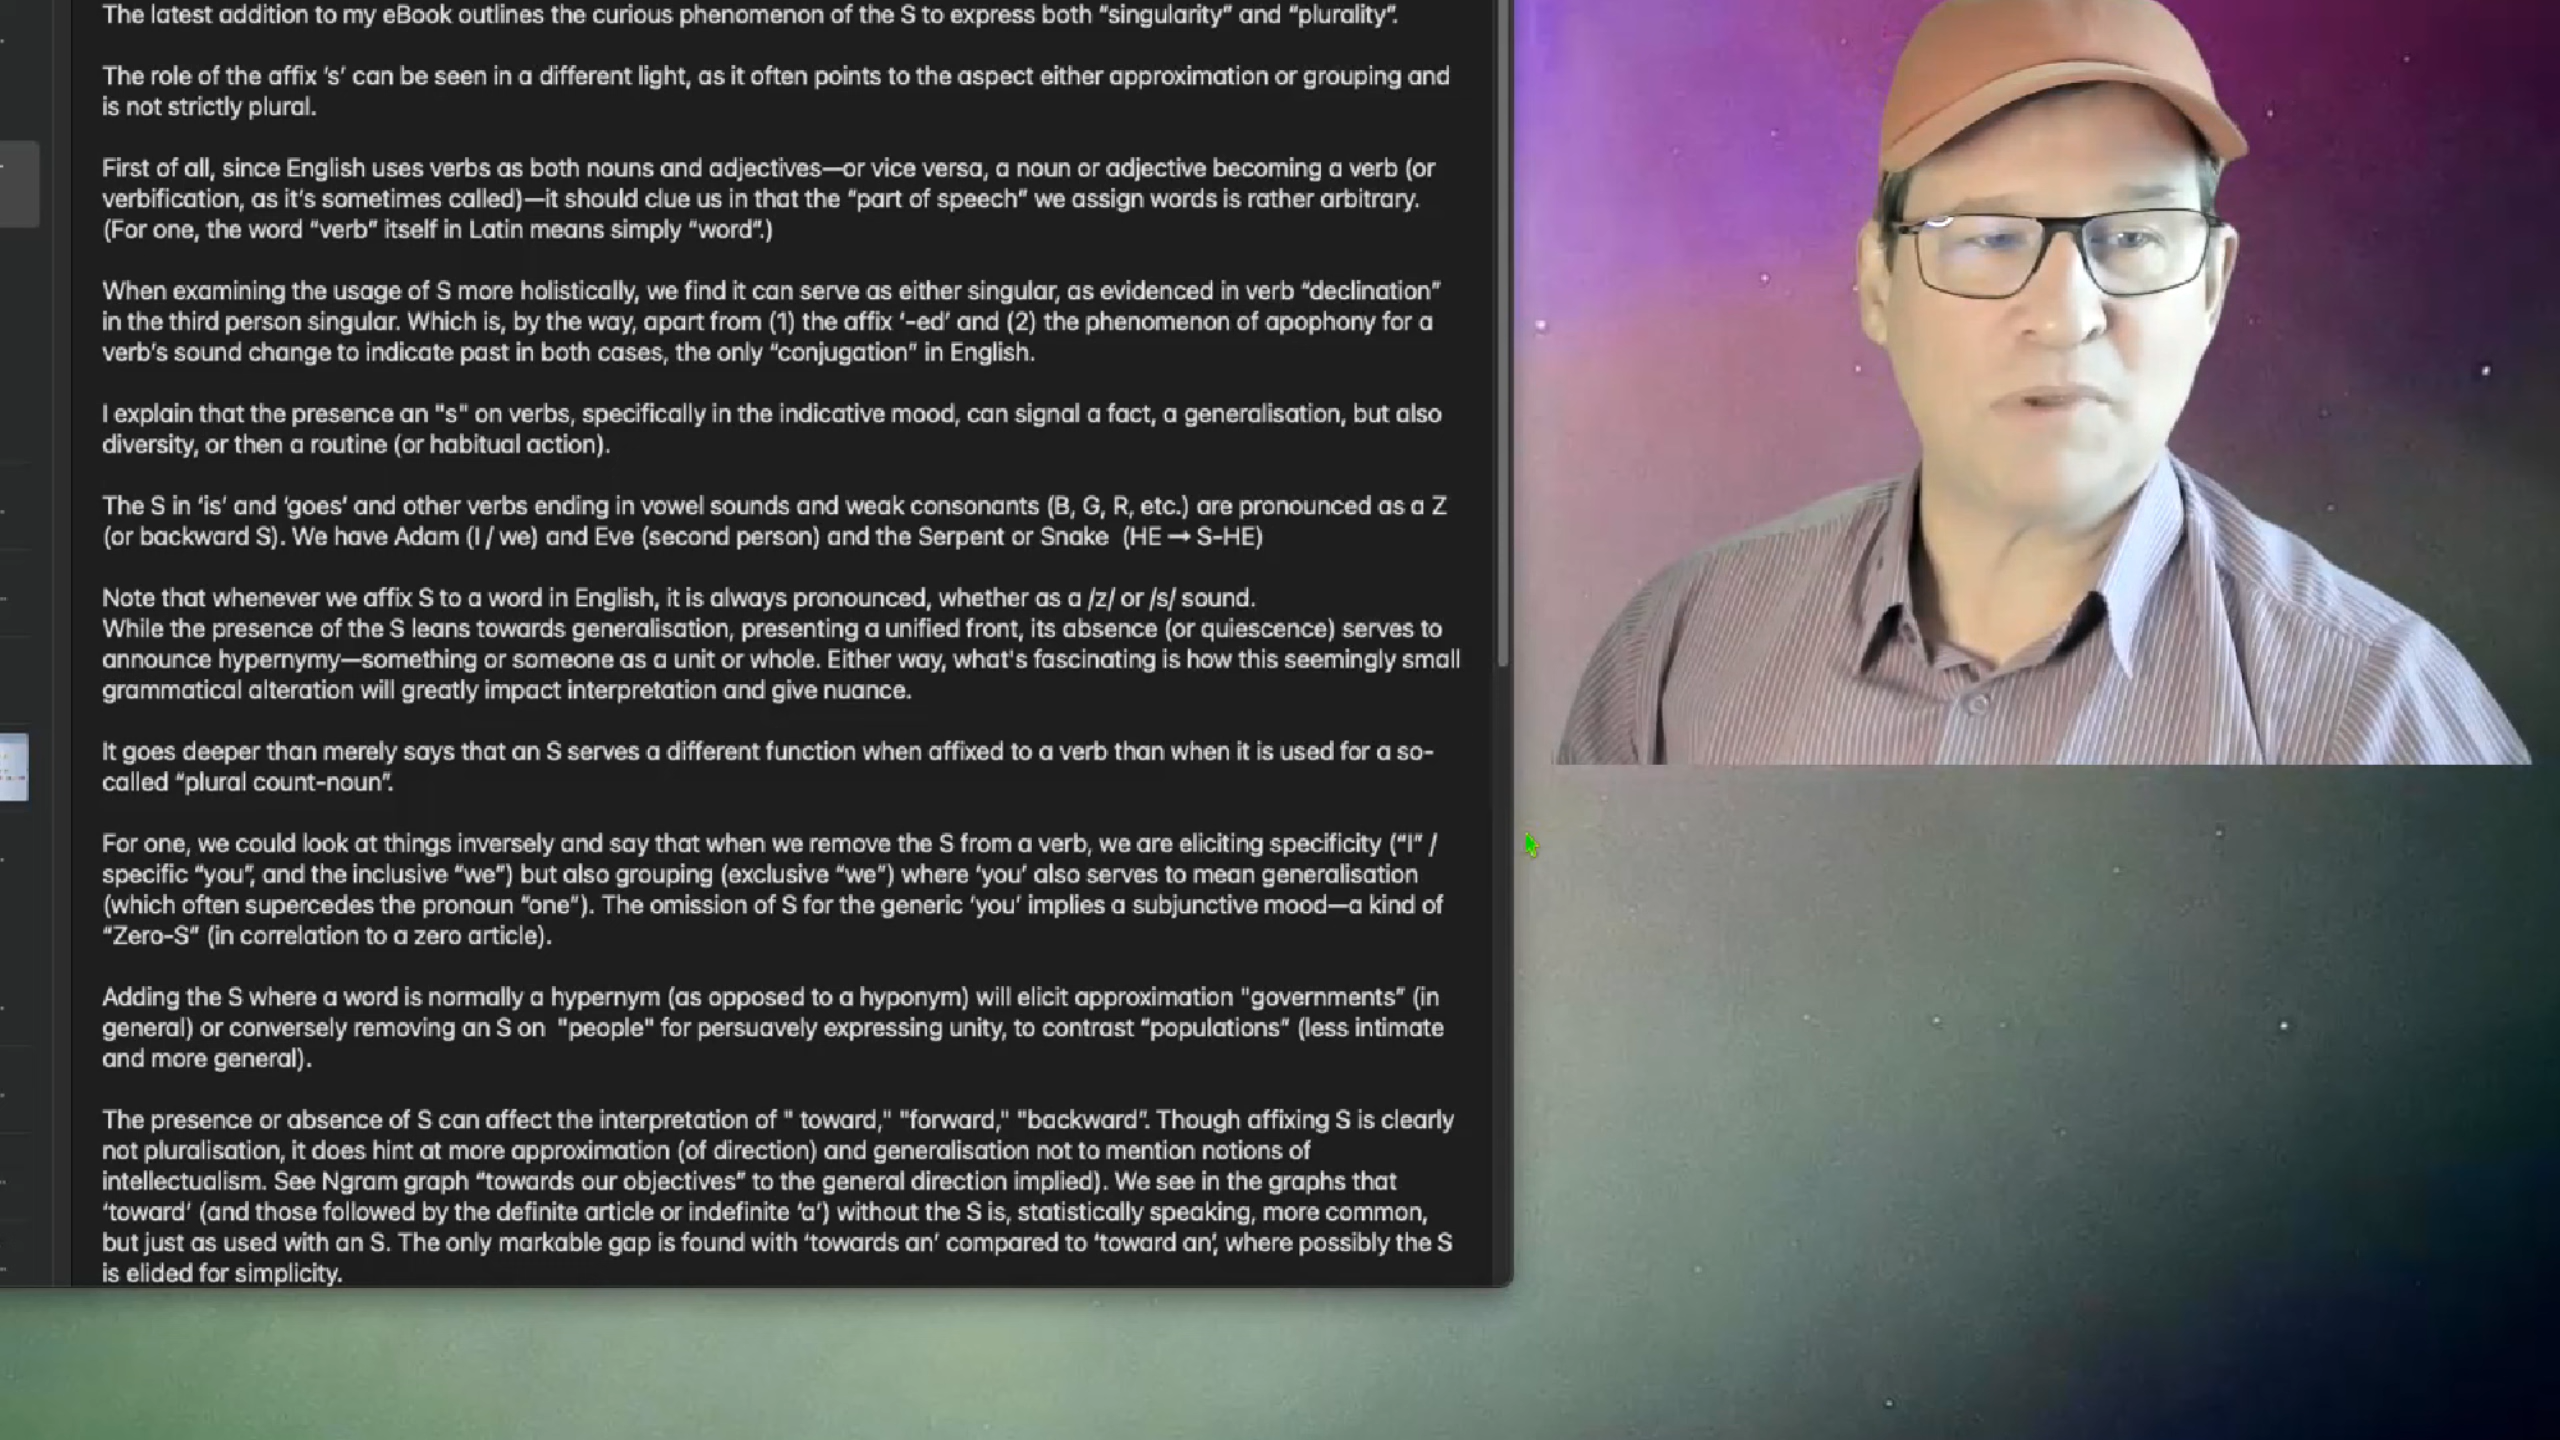 The latest addition to my eBook outlines the curious phenomenon of the S to express both “singularity” and “plurality”.
The role of the affix ‘s’ can be seen in a different light, as it often points to the aspect either approximation or grouping and
is not strictly plural.
First of all, since English uses verbs as both nouns and adjectives—or vice versa, a noun or adjective becoming a verb (or
verbification, as it’s sometimes called)—it should clue us in that the “part of speech” we assign words is rather arbitrary.
(For one, the word “verb” itself in Latin means simply “word”.)
When examining the usage of S more holistically, we find it can serve as either singular, as evidenced in verb “declination”
in the third person singular. Which is, by the way, apart from (1) the affix ‘-ed’ and (2) the phenomenon of apophony for a
verb’s sound change to indicate past in both cases, the only “conjugation” in English.
I explain that the presence an "s" on verbs, specifically in the indicative mood, can signal a fact, a generalisation, but also
diversity, or then a routine (or habitual action).
The S in ‘is’ and ‘goes’ and other verbs ending in vowel sounds and weak consonants (B, G, R, etc.) are pronounced as a Z
(or backward S). We have Adam (I / we) and Eve (second person) and the Serpent or Snake (HE → S-HE)
Note that whenever we affix S to a word in English, it is always pronounced, whether as a /z/ or /s/ sound.
While the presence of the S leans towards generalisation, presenting a unified front, its absence (or quiescence) serves to
announce hypernymy—something or someone as a unit or whole. Either way, what's fascinating is how this seemingly small
grammatical alteration will greatly impact interpretation and give nuance.
It goes deeper than merely says that an S serves a different function when affixed to a verb than when it is used for a so-
called “plural count-noun”.
For one, we could look at things inversely and say that when we remove the S from a verb, we are eliciting specificity (“I” /
specific “you”, and the inclusive “we”) but also grouping (exclusive “we”) where ‘you’ also serves to mean generalisation
(which often supercedes the pronoun “one”). The omission of S for the generic ‘you’ implies a subjunctive mood—a kind of
“Zero-S” (in correlation to a zero article).
Adding the S where a word is normally a hypernym (as opposed to a hyponym) will elicit approximation "governments” (in
general) or conversely removing an S on "people" for persuavely expressing unity, to contrast “populations” (less intimate
and more general).
The presence or absence of S can affect the interpretation of " toward," "forward," "backward”. Though affixing S is clearly
not pluralisation, it does hint at more approximation (of direction) and generalisation not to mention notions of
intellectualism. See Ngram graph “towards our objectives” to the general direction implied). We see in the graphs that
‘toward’ (and those followed by the definite article or indefinite ‘a’) without the S is, statistically speaking, more common,
but just as used with an S. The only markable gap is found with ‘towards an’ compared to ‘toward an’, where possibly the S
is elided for simplicity.